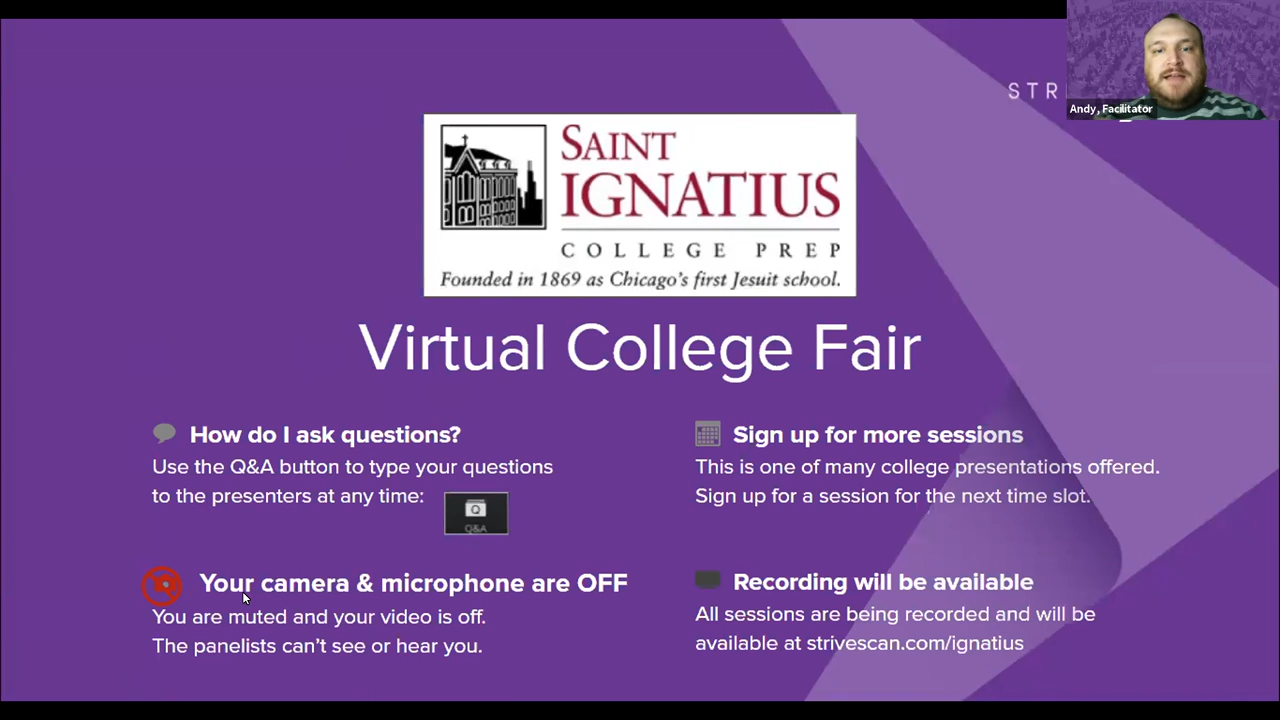 STR
Andy, Facilitator
SAINT
IGNATIUS
COLLEGE PREP
Founded in 1869 as Chicago's first Jesuit school.
Virtual College Fair
How do I ask questions?
Use the Q&A button to type your questions
to the presenters at any time:
Q
Q&A
Sign up for more sessions
This is one of many college presentations offered.
Sign up for a session for the next time slot.
Your camera & microphone are OFF
You are muted and your video is off.
The panelists can't see or hear you.
Recording will be available
All sessions are being recorded and will be
available at strivescan.com/ignatius